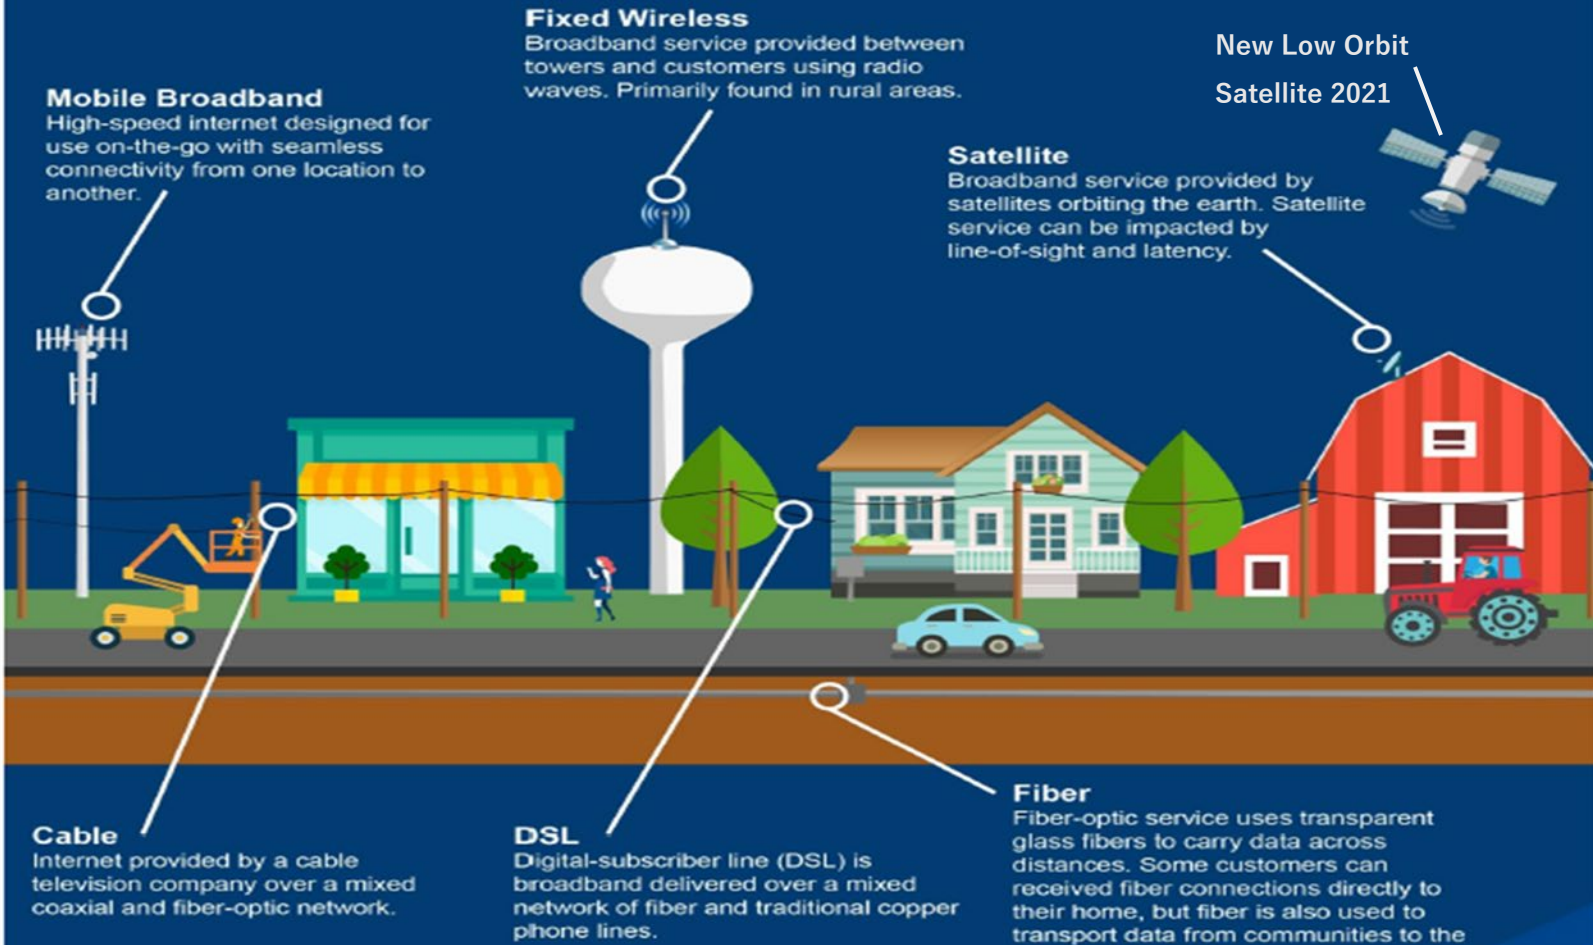 Fixed Wireless
Broadband service provided between
towers and customers using radio
waves. Primarily found in rural areas.
New Low Orbit
Satellite 2021
Mobile Broadband
High-speed internet designed for
use on-the-go with seamless
connectivity from one location to
another.
Satellite
Broadband service provided by
satellites orbiting the earth. Satellite
service can be impacted by
line-of-sight and latency.
Cable
Internet provided by a cable
television company over a mixed
coaxial and fiber-optic network.
DSL
Digital-subscriber line (DSL) is
broadband delivered over a mixed
network of fiber and traditional copper
phone lines.
Fiber
Fiber-optic service uses transparent
glass fibers to carry data across
distances. Some customers can
received fiber connections directly to
their home, but fiber is also used to
transport data from communities to the